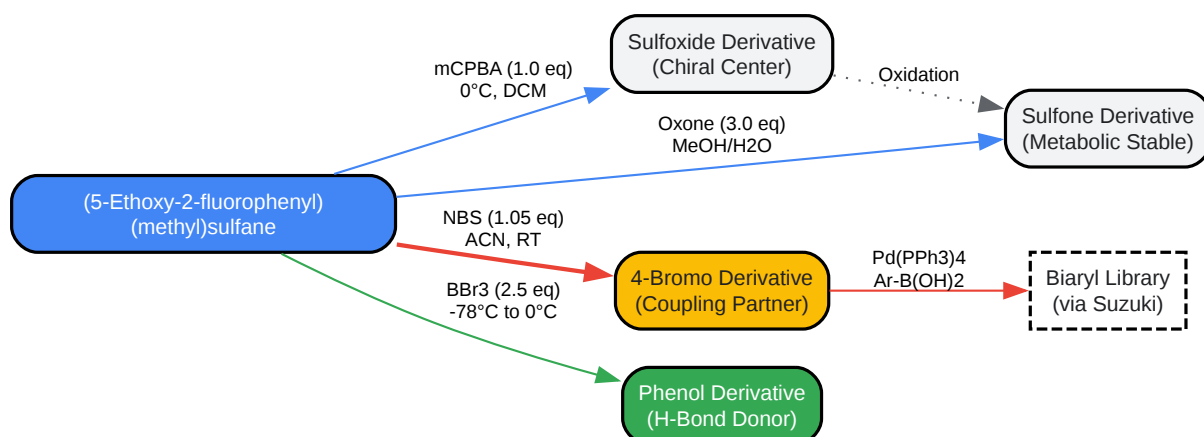 Sulfoxide Derivative
(Chiral Center)
mCPBA (1.0 eq)
0°C, DCM
Oxidation
Sulfone Derivative
(Metabolic Stable)
Oxone (3.0 eq)
MeOH/H2O
(5-Ethoxy-2-fluorophenyl)
(methyl)sulfane
NBS (1.05 eq)
ACN, RT
4-Bromo Derivative
(Coupling Partner)
Pd(PPh3)4
Ar-B(OH)2
Biaryl Library
(via Suzuki)
BBr3 (2.5 eq)
-78°C to 0°C
Phenol Derivative
(H-Bond Donor)